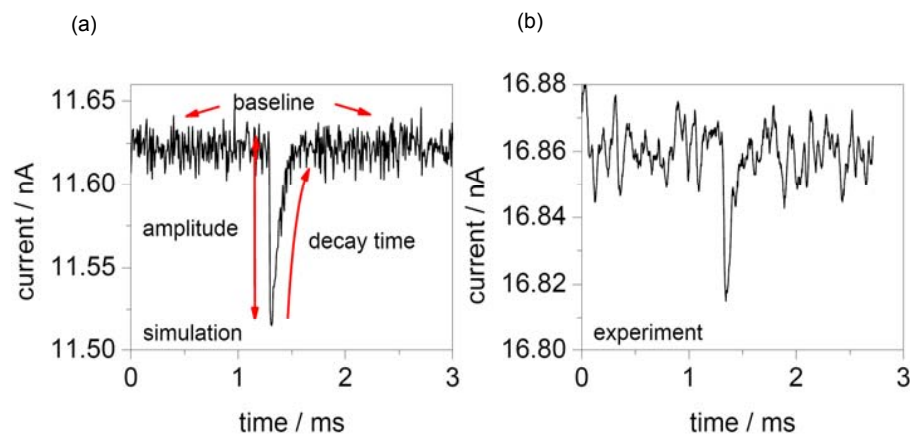 (a)
11.65
11.60
11.55
11.50
current / nA
baseline
amplitude
decay time
simulation
0
1
2
3
time / ms
(b)
16.88
16.86
16.84
16.82
16.80
current / nA
experiment
0
1
2
3
time / ms